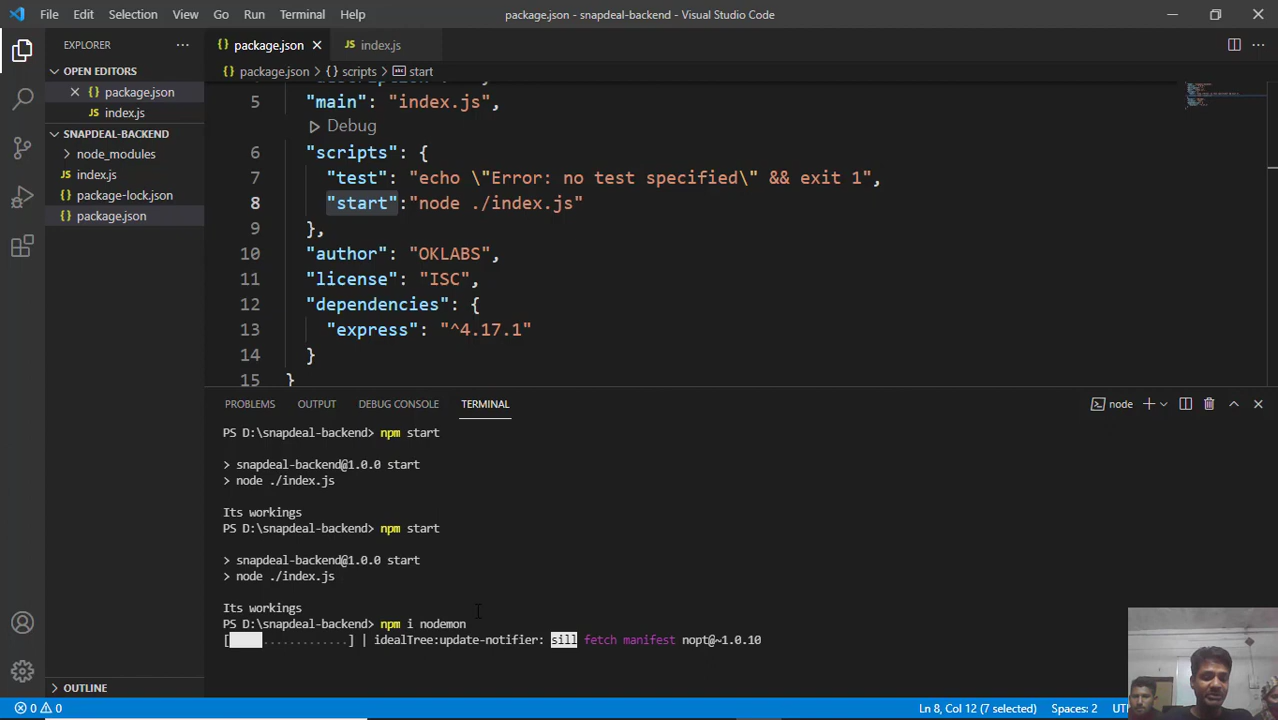 File Edit Selection View Go Run Terminal Help
package.json - snapdeal-backend - Visual Studio Code
EXPLORER
OPEN EDITORS
package.json
index.js
SNAPDEAL-BACKEND
node_modules
index.js
package-lock.json
package.json
OUTLINE
package.json
index.js
package.json > scripts > start
5 "main": "index.js",
Debug
6 "scripts": {
7 "test": "echo \"Error: no test specified\" && exit 1",
8 "start":"node ./index.js"
9 },
10 "author": "OKLABS",
11 "license": "ISC",
12 "dependencies": {
13 "express": "^4.17.1"
14 }
15 }
PROBLEMS OUTPUT DEBUG CONSOLE TERMINAL
node
PS D:\snapdeal-backend> npm start
> snapdeal-backend@1.0.0 start
> node ./index.js
Its workings
PS D:\snapdeal-backend> npm start
> snapdeal-backend@1.0.0 start
> node ./index.js
Its workings
PS D:\snapdeal-backend> npm i nodemon
[ .............] | idealTree:update-notifier: sill fetch manifest nopt@~1.0.10
0 0
Ln 8, Col 12 (7 selected) Spaces: 2